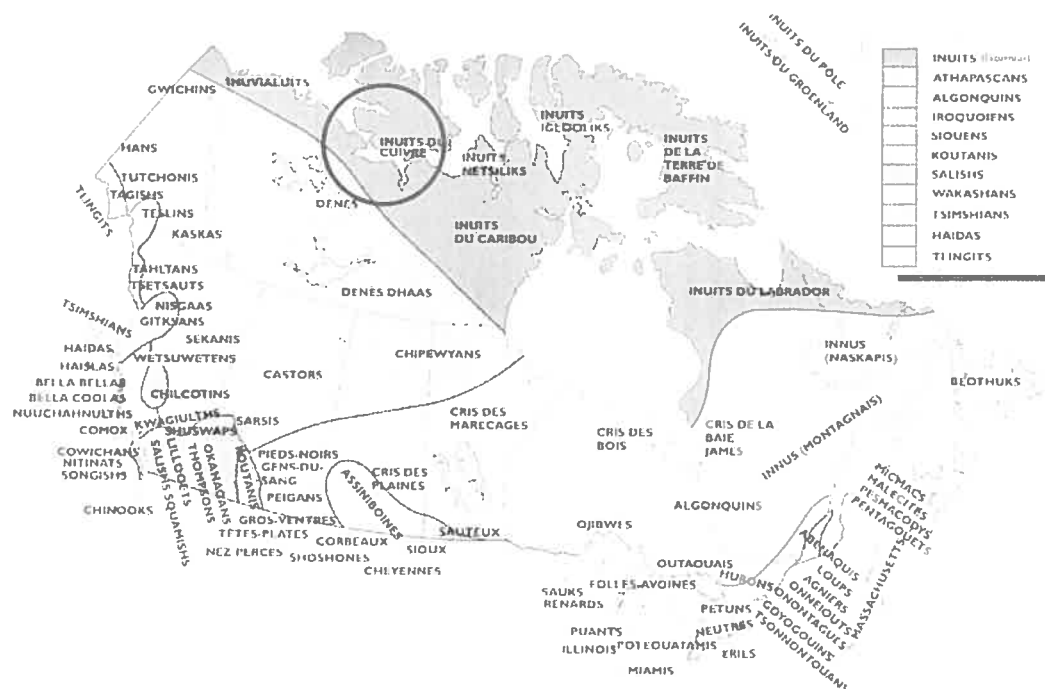 INUITS DU PÔLE
INUITS DU GROENLAND
INUITS
ATHAPASCANS
ALGONQUINS
IROQUOIENS
SIOUENS
KOUTANIS
SALISHS
WAKASHANS
TSIMSHIANS
HAIDAS
TLINGITS
GWICHINS
INUVIALUITS
INUITS DU
CUIVRE
INUITS
NETSILIKS
INUITS
IGLOOLIKS
INUITS
DE LA
TERRE DE
BAFFIN
HANS
TUTCHONIS
TAGISHS
TLINGITS
TESLINS
KASKAS
DENÉS
INUITS
DU CARIBOU
TAHLTANS
TSETSAUTS
DENÉS DHAAS
INUITS DU LABRADOR
NISGAAS
TSIMSHIANS
GITKSANS
SEKANIS
HAIDAS
WETSUWETENS
CHIPEWYANS
INNUS
(NASKAPIS)
HAISLAS
BELLA BELLAS
BELLA COOLAS
CASTORS
CHILCOTINS
BEOTHUKS
NUUCHAHNULTHS
KWAGIULTHS
SARSIS
CRIS DES
MARECAGES
COMOX
SHUSWAPS
CRIS DES
BOIS
CRIS DE LA
BAIE
JAMES
INNUS (MONTAGNAIS)
COWICHANS
NITINATS
SONGISHS
SALISHS SQUAMISHS
LILLOOETS
THOMPSONS
OKANAGANS
KOUTANIS
PIEDS-NOIRS
GENS-DU-
SANG
PEIGANS
ASSINIBOINES
CRIS DES
PLAINES
MICMACS
MALECITES
PESMACODYS
PENTAGOUETS
CHINOOKS
GROS-VENTRES
TETES-PLATES
NEZ PERCES
CORBEAUX
SHOSHONES
SAUTEUX
SIOUX
CHEYENNES
OJIBWES
ALGONQUINS
ABENAQUIS
LOUPS
AGNIERS
ONNEIOUTS
ONONTAGUES
GOYOGOUINS
TSONNONTOUANS
MASSACHUSETTS
OUTAOUAIS
HURONS
FOLLES-AVOINES
SAUKS
RENARDS
PETUNS
NEUTRES
PUANTS
ILLINOIS
POTEOUATAMIS
ERIES
MIAMIS